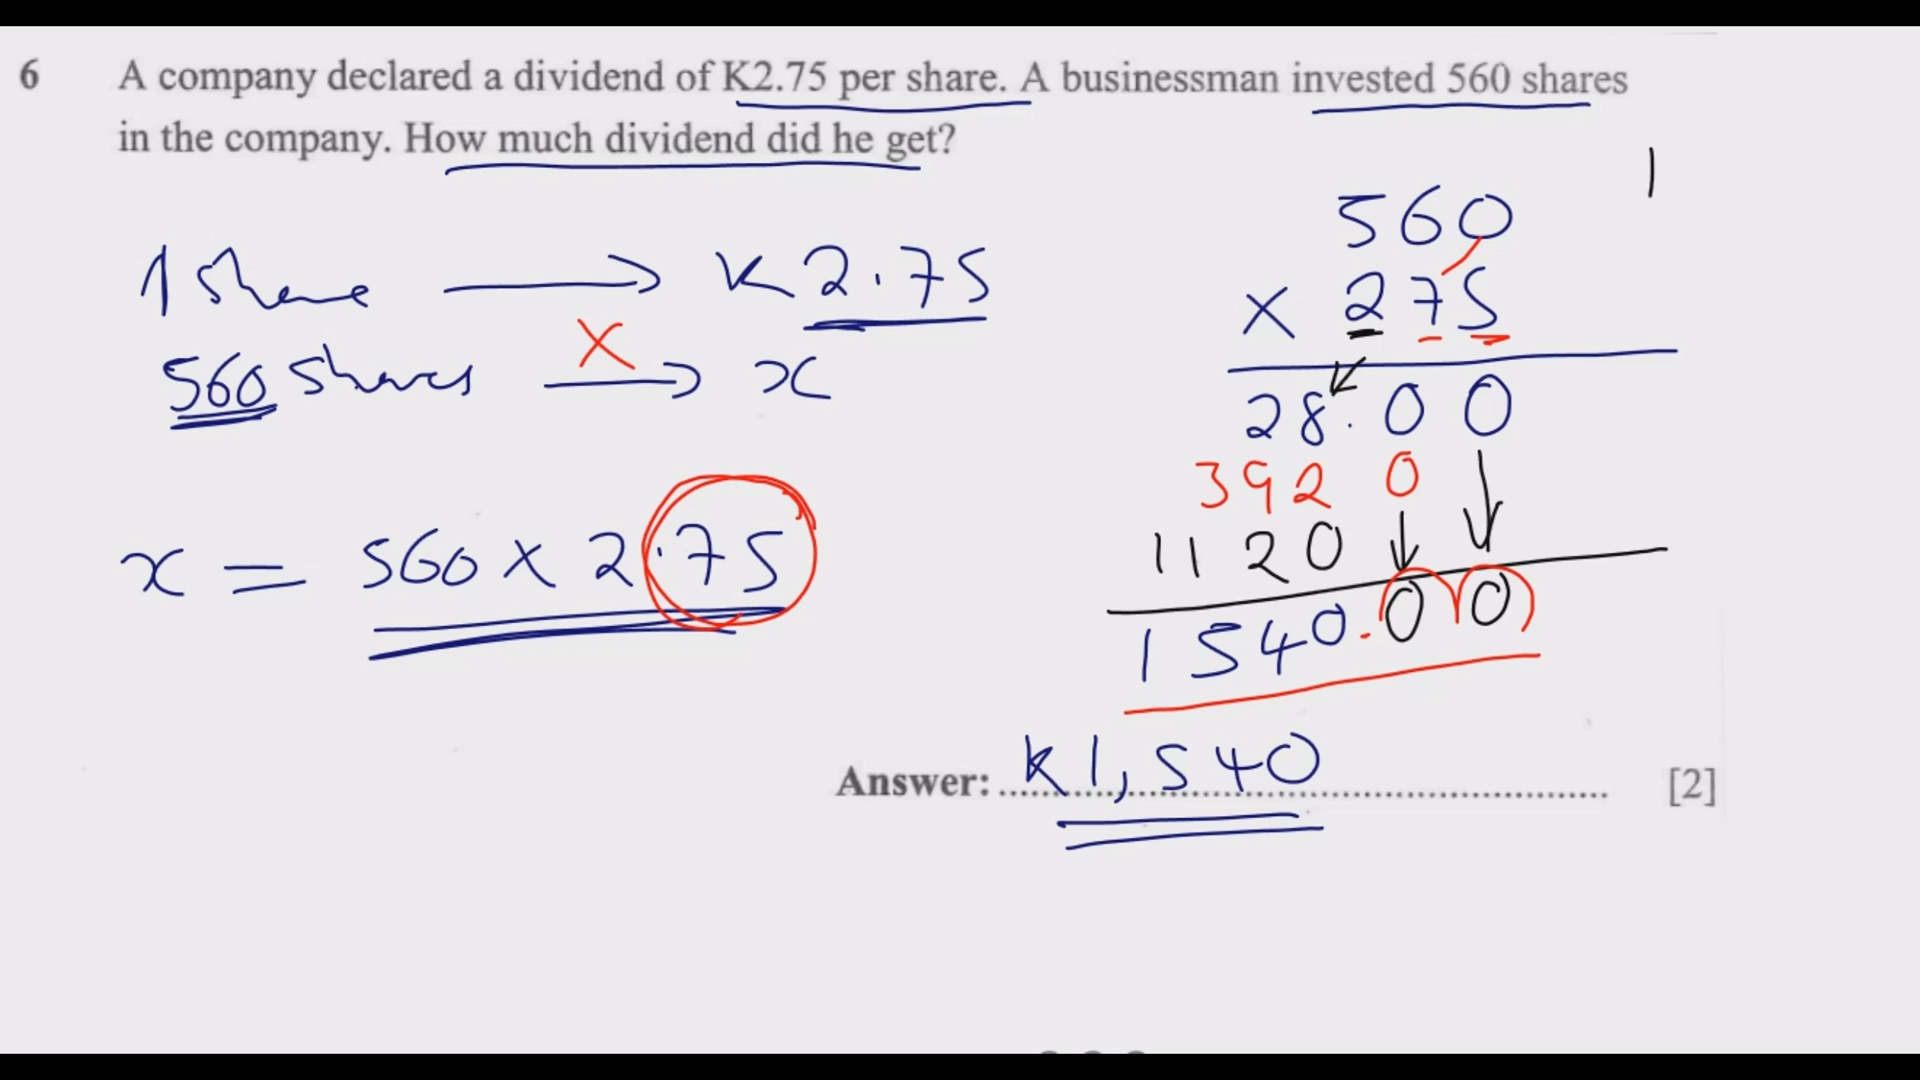 6 A company declared a dividend of K2.75 per share. A businessman invested 560 shares
in the company. How much dividend did he get?
1 share → K2.75
560 shares → x
X
x = 560 × 2.75
560
× 275
28.00
3920
1120
1540.00
Answer: K1,540 [2]